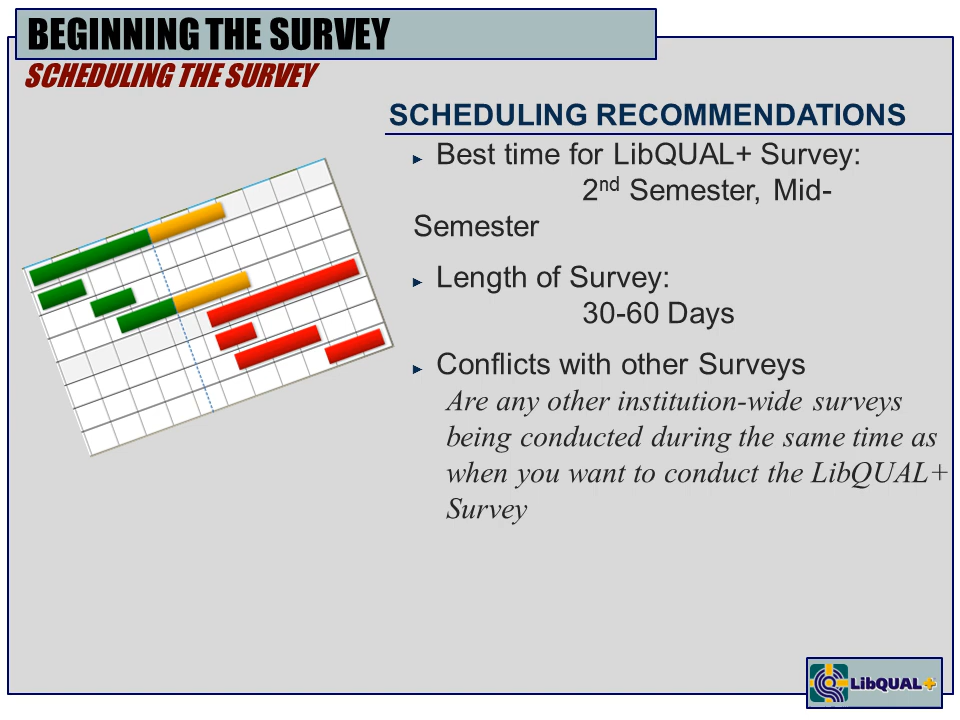 BEGINNING THE SURVEY
SCHEDULING THE SURVEY
SCHEDULING RECOMMENDATIONS
► Best time for LibQUAL+ Survey:
2nd Semester, Mid-
Semester
► Length of Survey:
30-60 Days
► Conflicts with other Surveys
Are any other institution-wide surveys
being conducted during the same time as
when you want to conduct the LibQUAL+
Survey
LibQUAL+